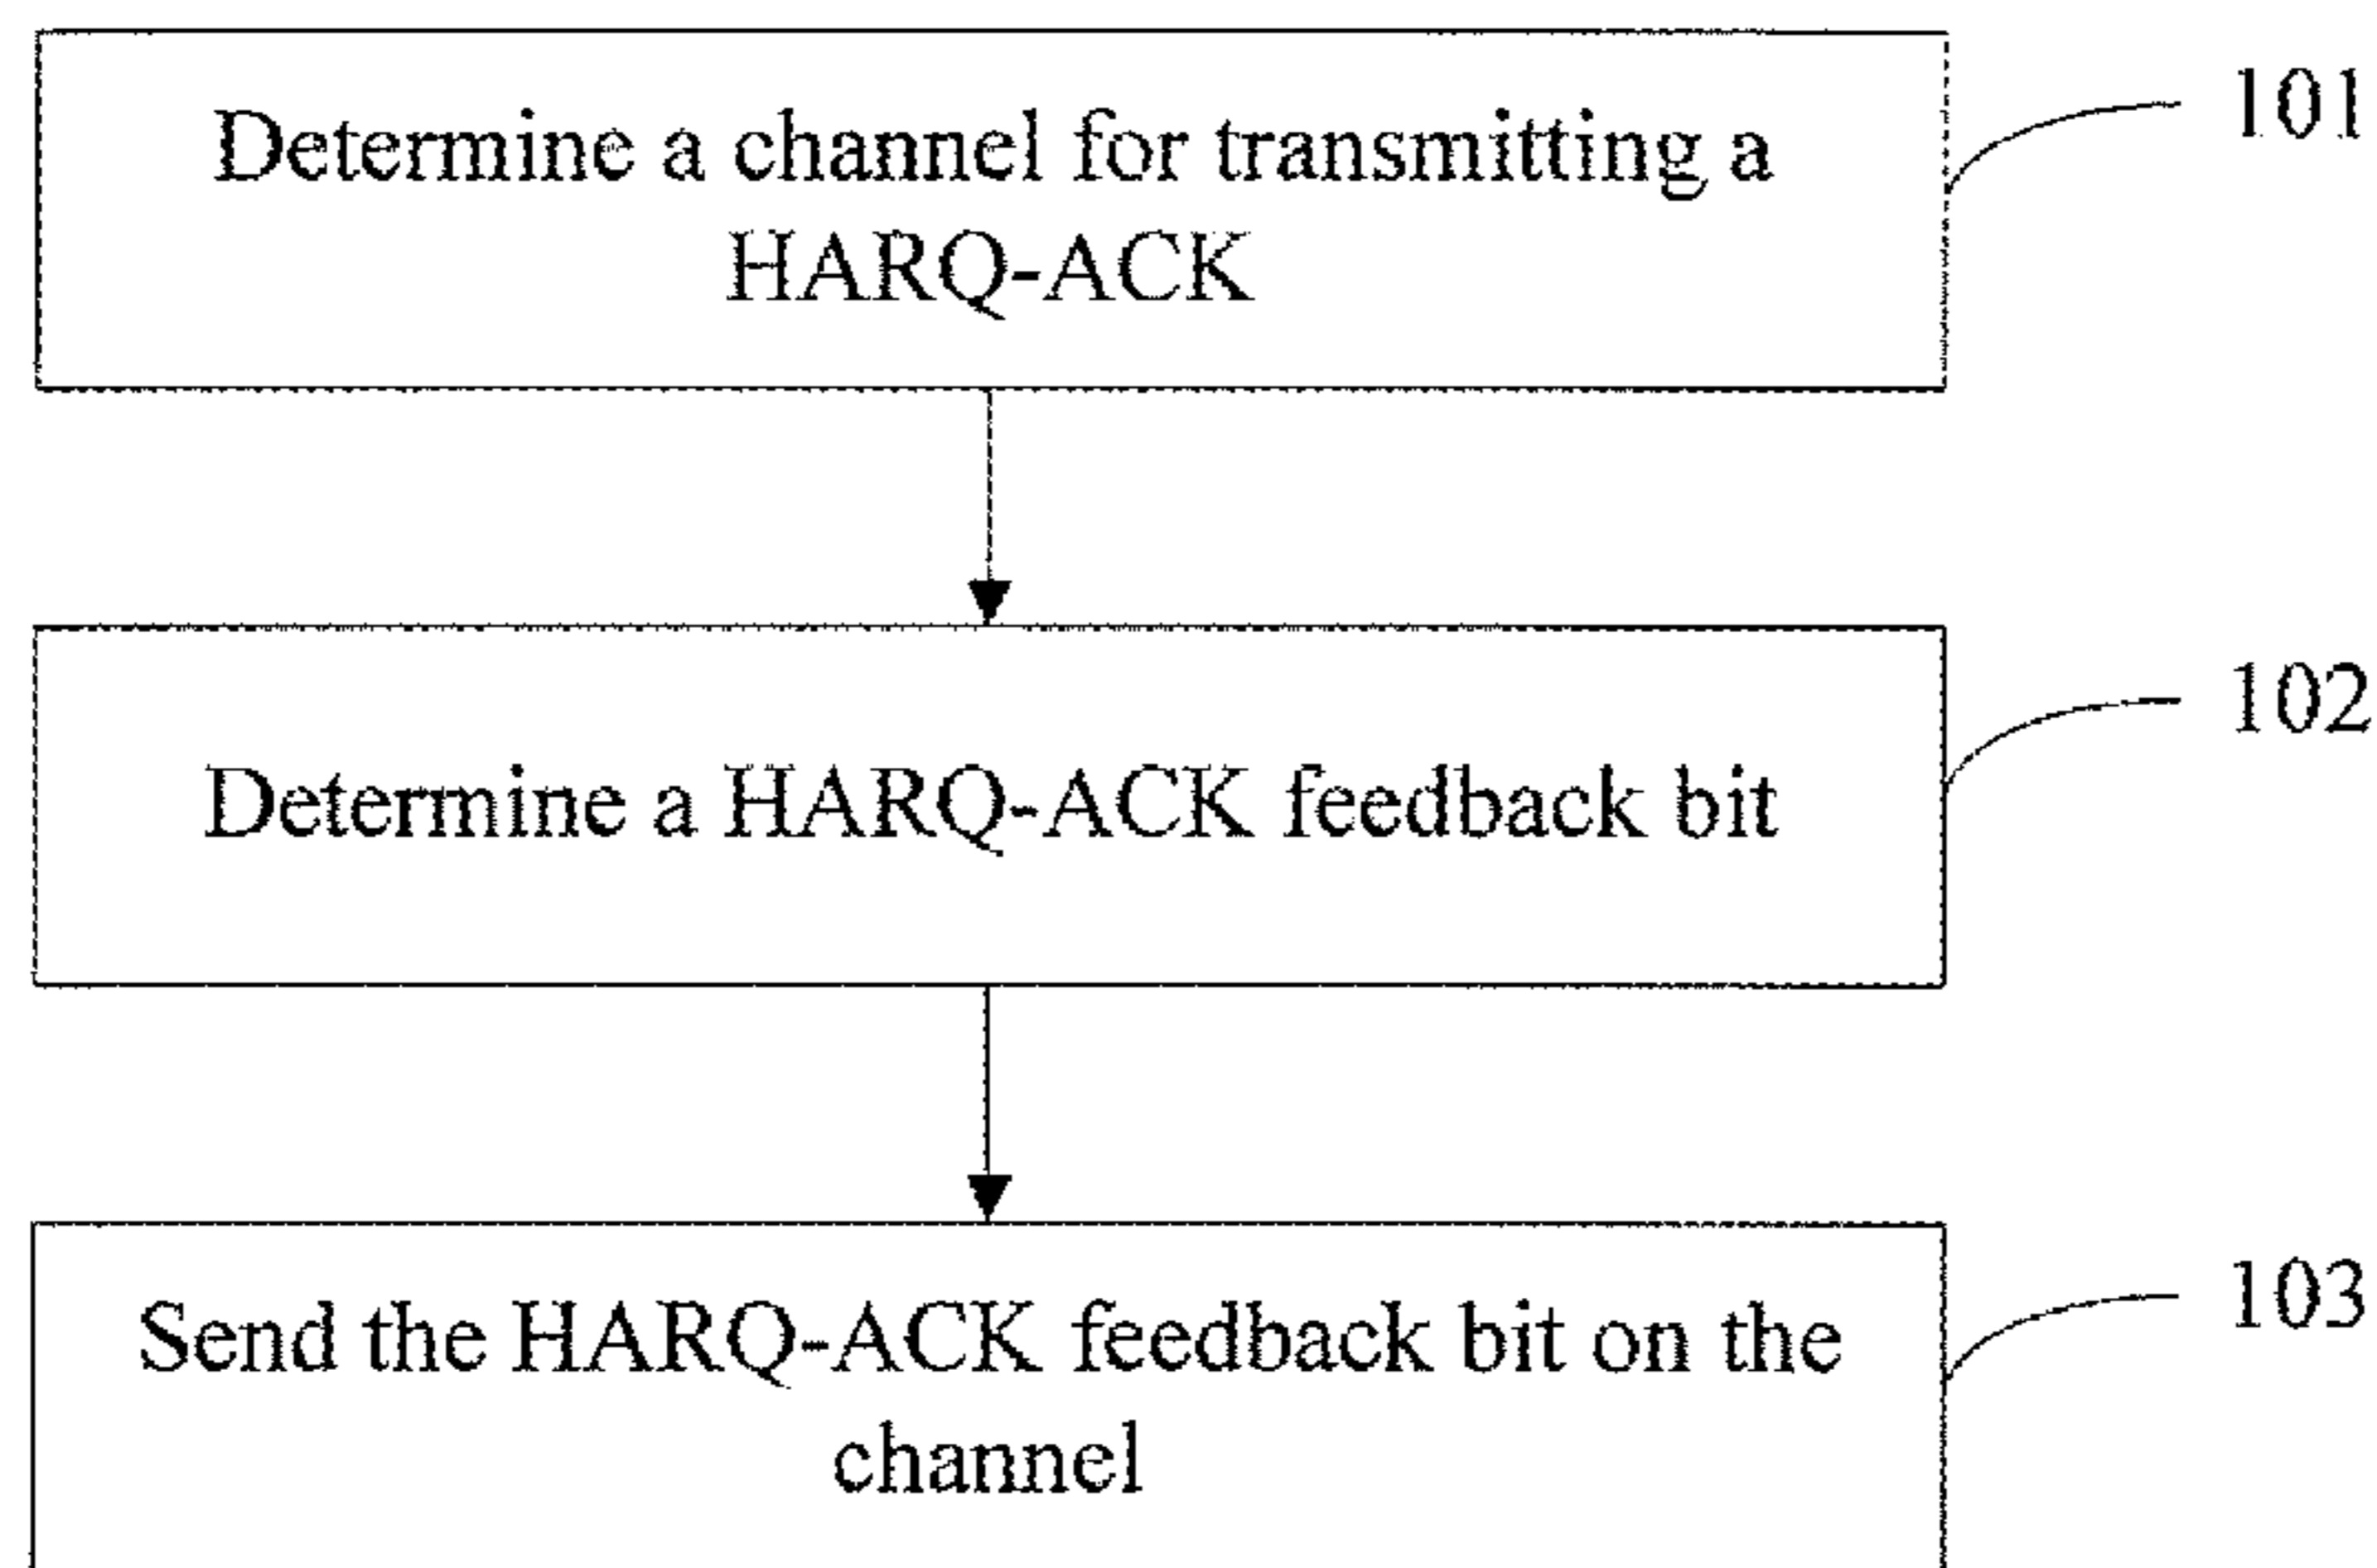 Determine a channel for transmitting a
HARQ-ACK
101
Determine a HARQ-ACK feedback bit
102
Send the HARQ-ACK feedback bit on the
channel
103